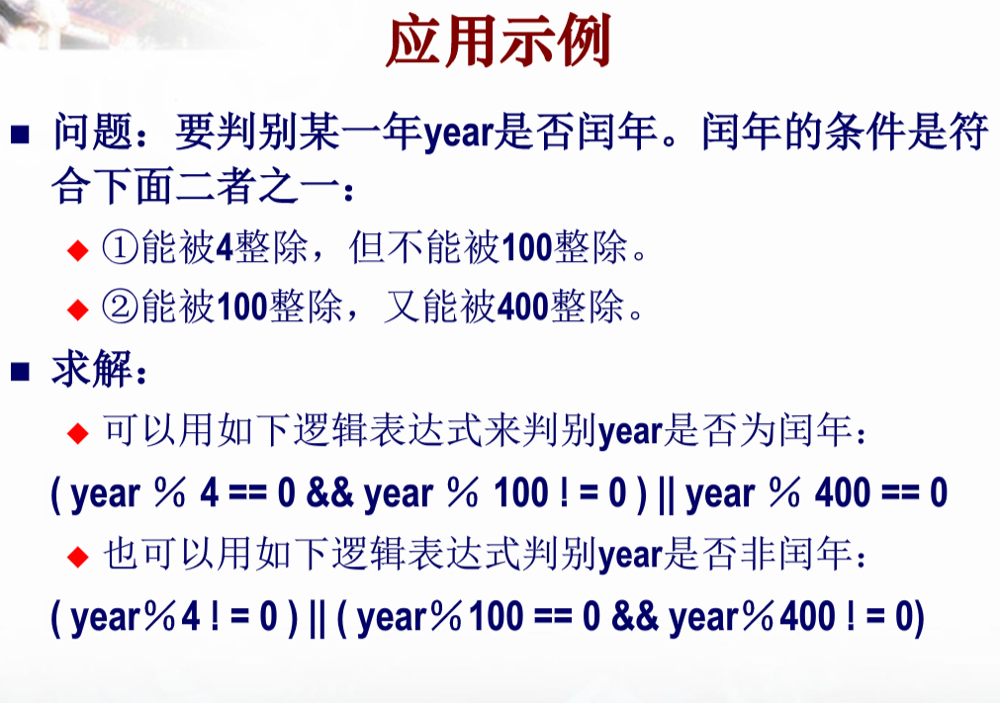 应用示例
问题：要判别某一年year是否闰年。闰年的条件是符
合下面二者之一：
①能被4整除，但不能被100整除。
②能被100整除，又能被400整除。
求解：
可以用如下逻辑表达式来判别year是否为闰年：
( year ％ 4 == 0 && year ％ 100 ! = 0 ) || year ％ 400 == 0
也可以用如下逻辑表达式判别year是否非闰年：
( year％4 ! = 0 ) || ( year％100 == 0 && year％400 ! = 0)